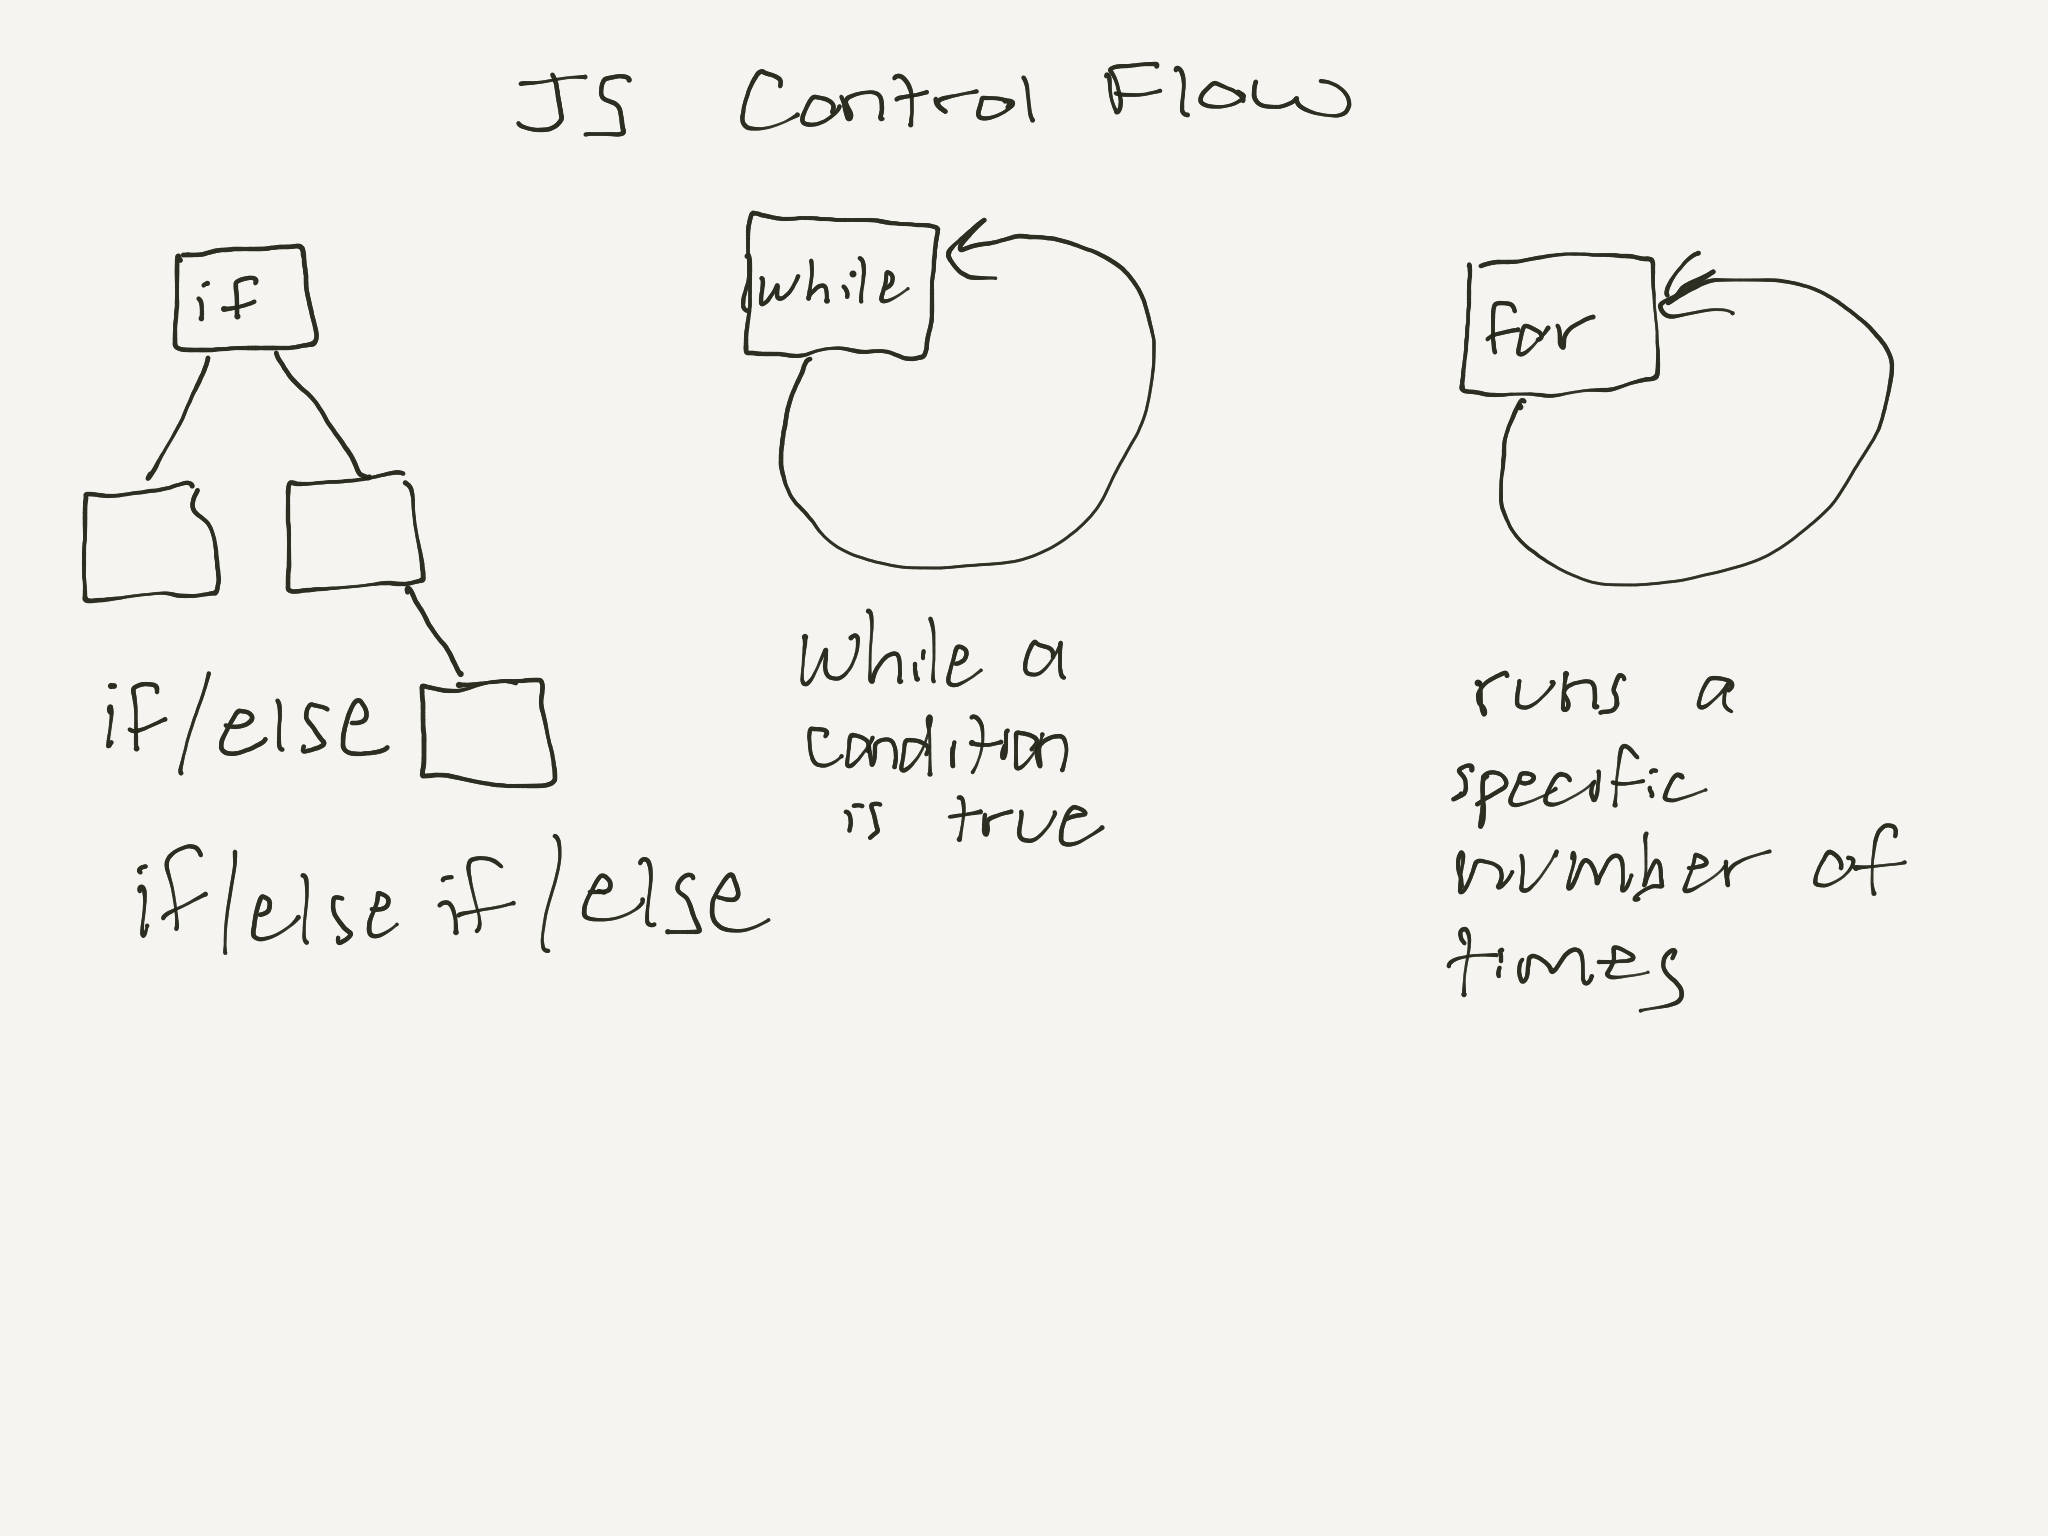 JS Control Flow
if
if/else
if/else if/else
while
While a
condition
is true
for
runs a
specific
number of
times